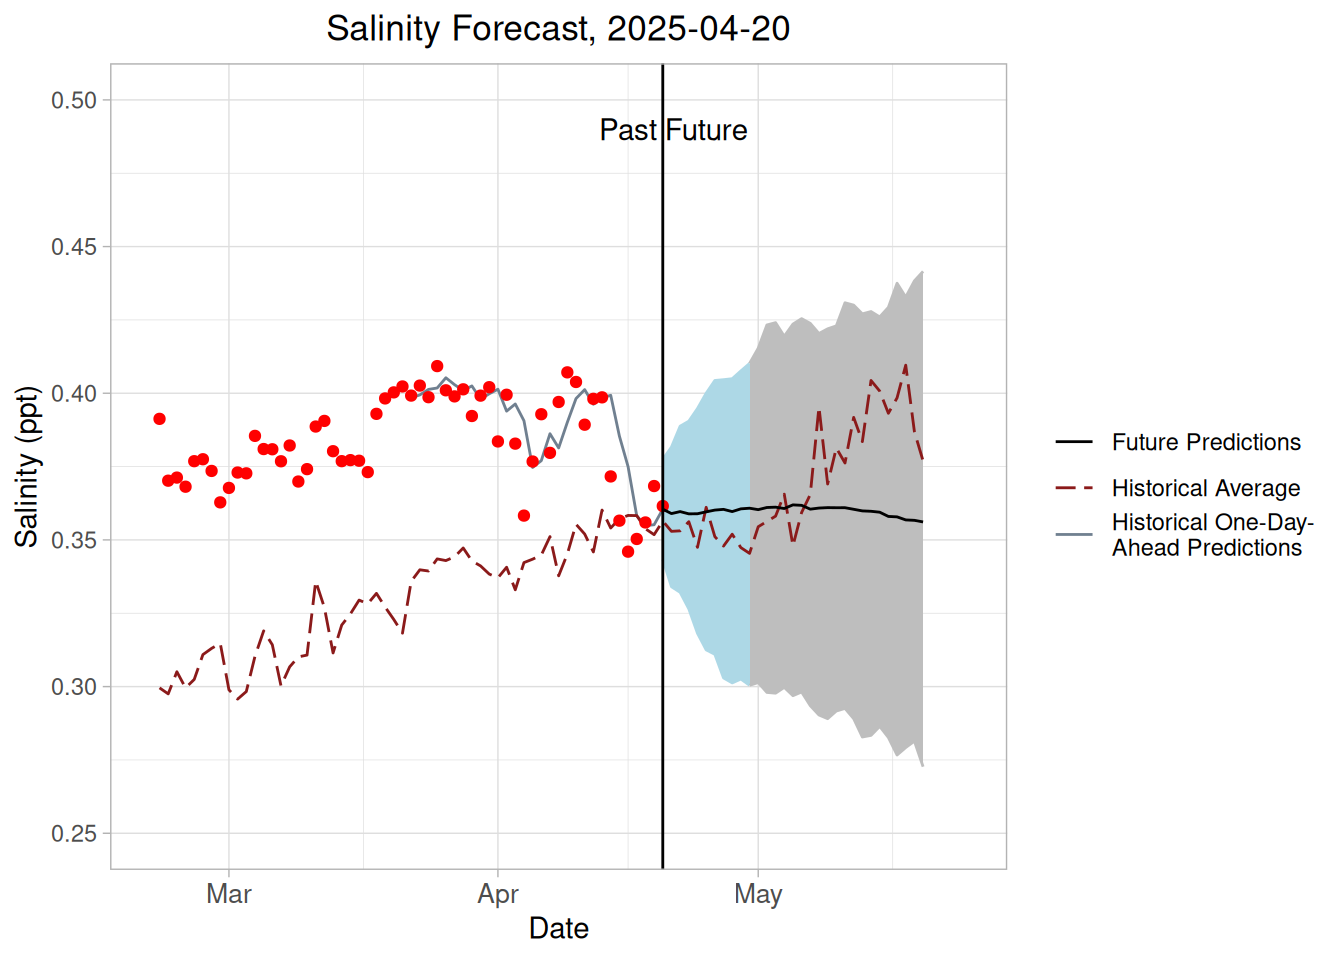 Salinity Forecast, 2025-04-20
0.50
Past Future
0.45
0.40
0.35
0.30
0.25
Salinity (ppt)
Mar Apr May
Date
Future Predictions
Historical Average
Historical One-Day-
Ahead Predictions